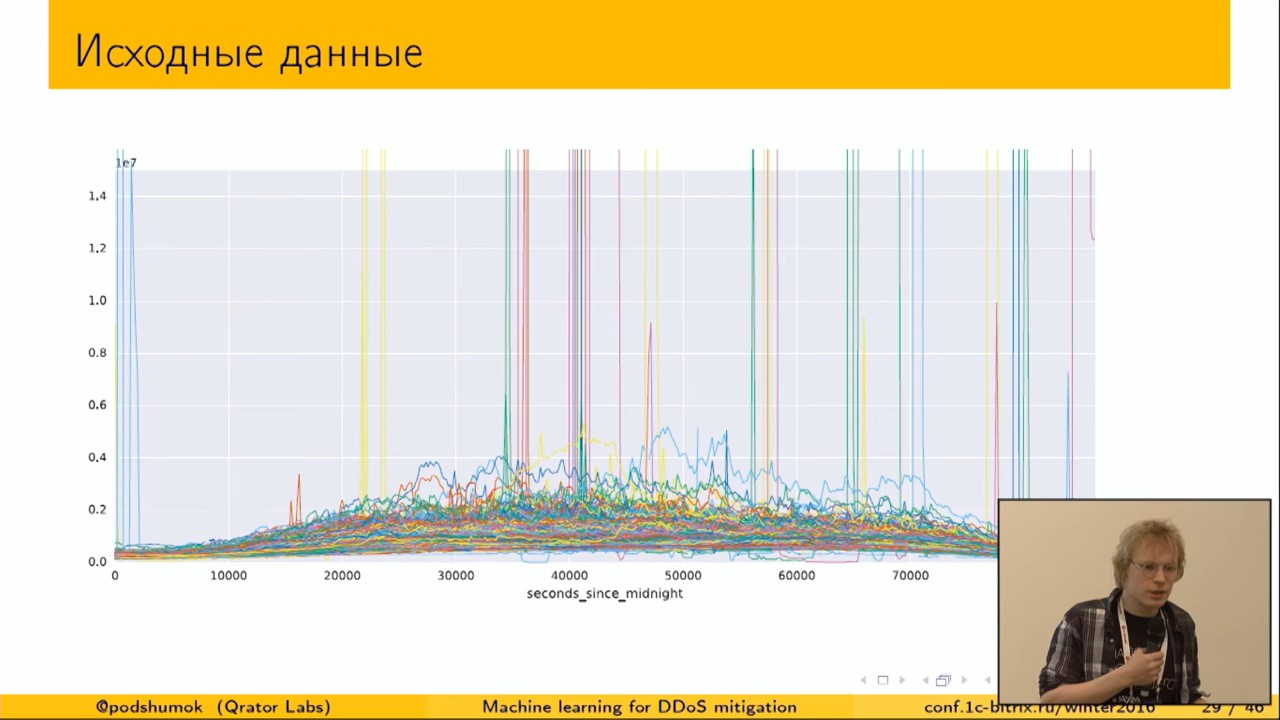 Исходные данные
1e7
1.4
1.2
1.0
0.8
0.6
0.4
0.2
0.0
0 10000 20000 30000 40000 50000 60000 70000
seconds_since_midnight
@podshumok (Qrator Labs) Machine learning for DDoS mitigation conf.1c-bitrix.ru/winter2016 29 / 46